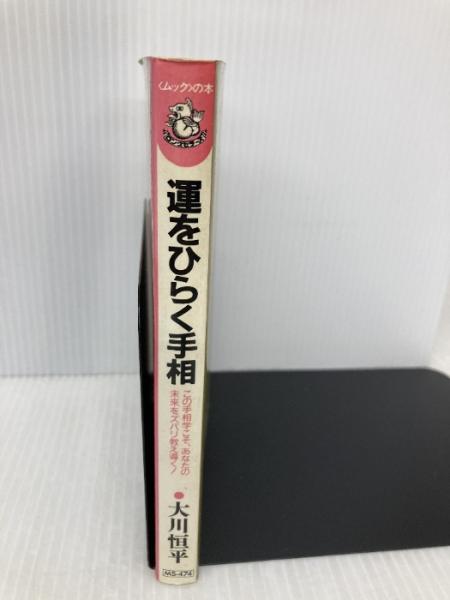 〈ムック〉の本
運をひらく手相
この手相学こそ、あなたの
未来をズバリ教え導く！
●大川恒平
MS-474